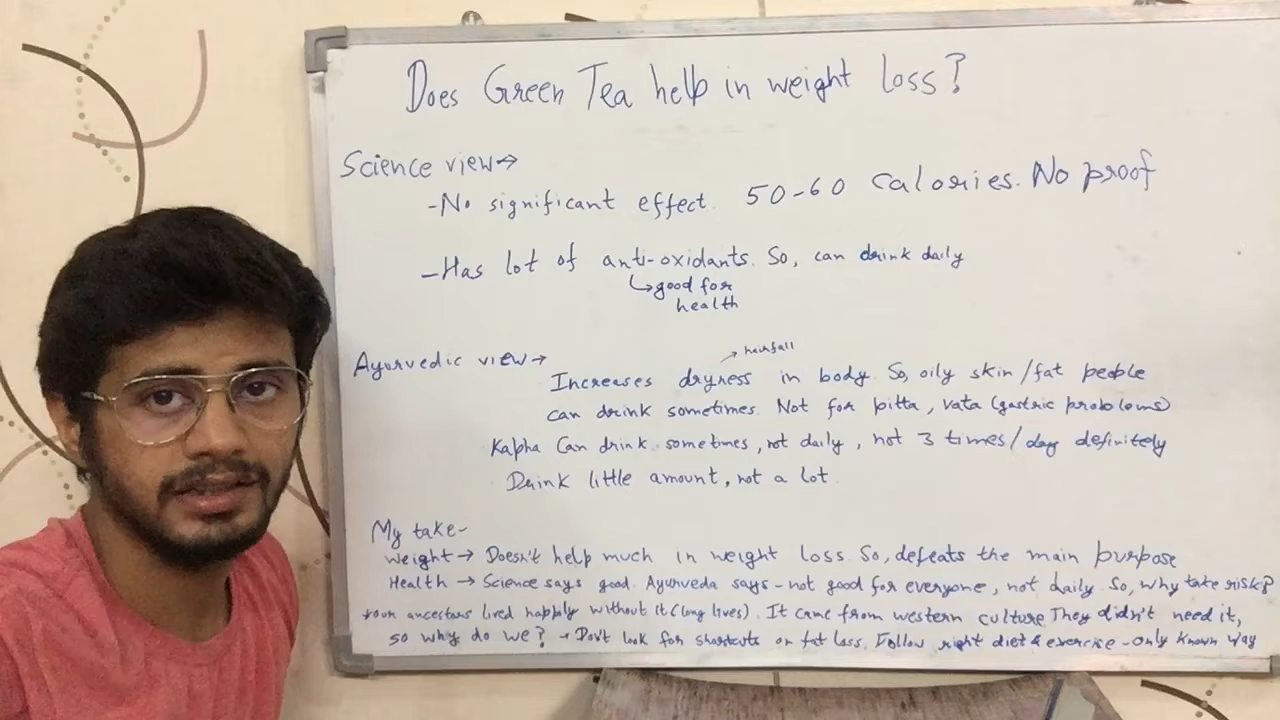 Does Green Tea help in weight loss?
Science view→
-No significant effect. 50-60 calories. No proof
-Has lot of anti-oxidants. So, can drink daily
↳good for
health
Ayurvedic view→
→ hairfall
Increases dryness in body. So, oily skin/fat people
can drink sometimes. Not for pitta, vata (gastric problems)
Kapha Can drink sometimes, not daily, not 3 times/day definitely
Drink little amount, not a lot.
My take-
Weight→ Doesn't help much in weight loss. So, defeats the main purpose
Health → Science says good. Ayurveda says - not good for everyone, not daily. So, why take risk?
*our ancestors lived happily without it (long lives). It came from western culture They didn't need it,
so why do we? → Don't look for shortcuts on fat loss. Follow right diet & exercise - only known way